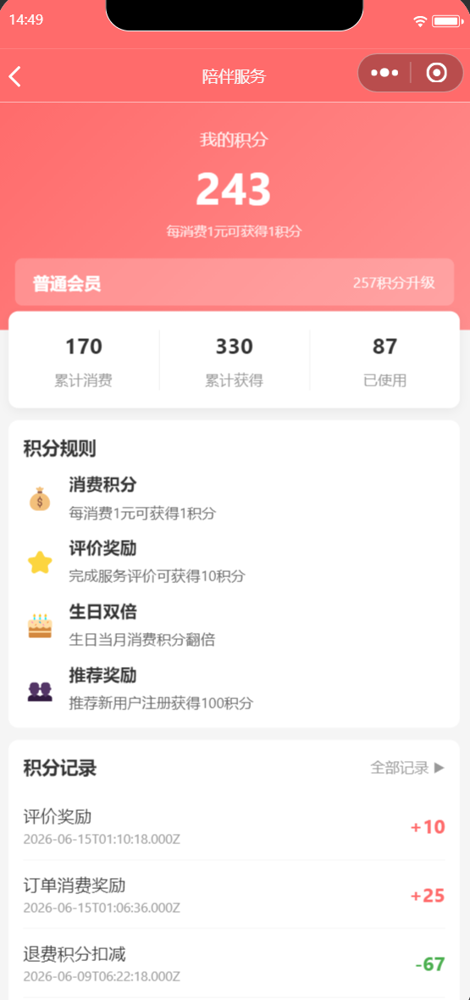 14:49
陪伴服务
我的积分
243
每消费1元可获得1积分
普通会员
257积分升级
170
330
87
累计消费
累计获得
已使用
积分规则
消费积分
每消费1元可获得1积分
评价奖励
完成服务评价可获得10积分
生日双倍
生日当月消费积分翻倍
推荐奖励
推荐新用户注册获得100积分
积分记录
全部记录 ▶
评价奖励
+10
2026-06-15T01:10:18.000Z
订单消费奖励
+25
2026-06-15T01:06:36.000Z
退费积分扣减
-67
2026-06-09T06:22:18.000Z